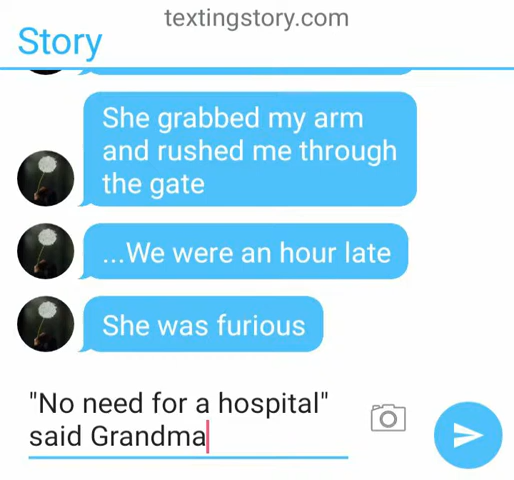 textingstory.com
Story
She grabbed my arm
and rushed me through
the gate
...We were an hour late
She was furious
"No need for a hospital"
said Grandma